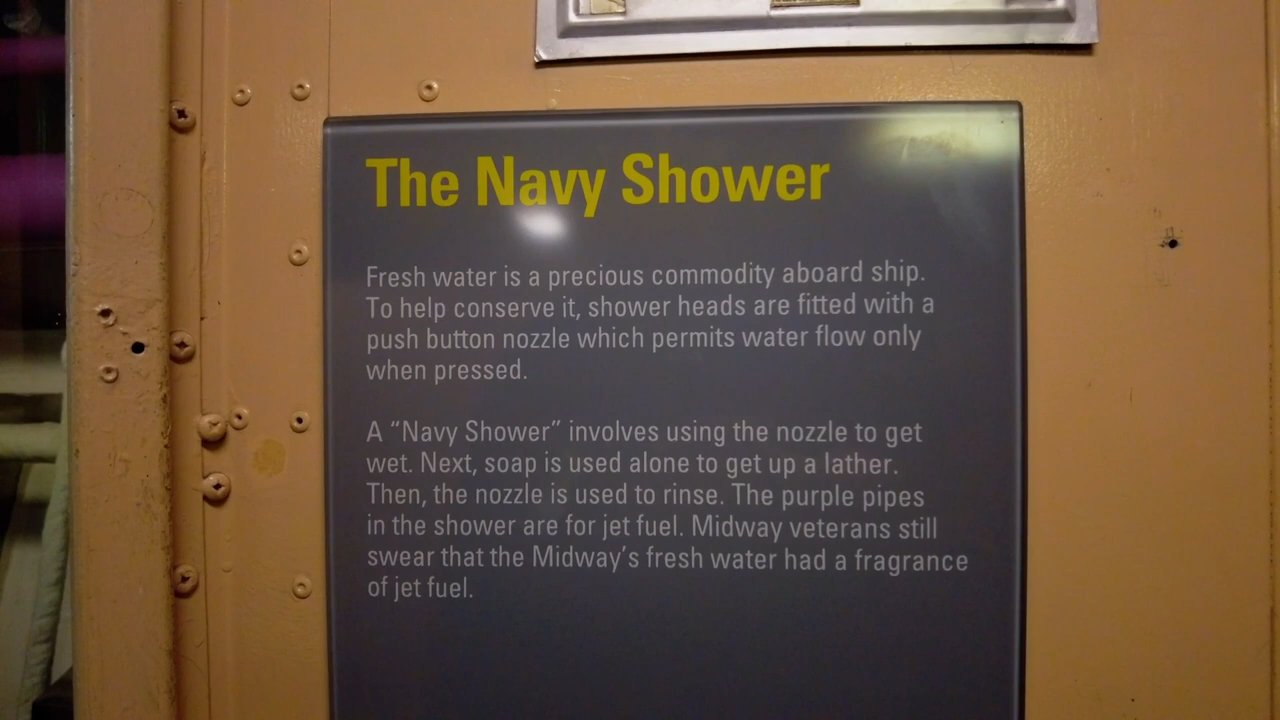 The Navy Shower
Fresh water is a precious commodity aboard ship.
To help conserve it, shower heads are fitted with a
push button nozzle which permits water flow only
when pressed.
A “Navy Shower” involves using the nozzle to get
wet. Next, soap is used alone to get up a lather.
Then, the nozzle is used to rinse. The purple pipes
in the shower are for jet fuel. Midway veterans still
swear that the Midway’s fresh water had a fragrance
of jet fuel.